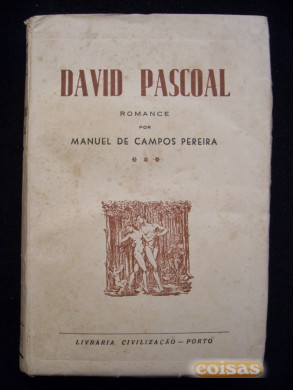 DAVID PASCOAL
ROMANCE
POR
MANUEL DE CAMPOS PEREIRA
LIVRARIA CIVILIZAÇÃO — PORTO
coisas